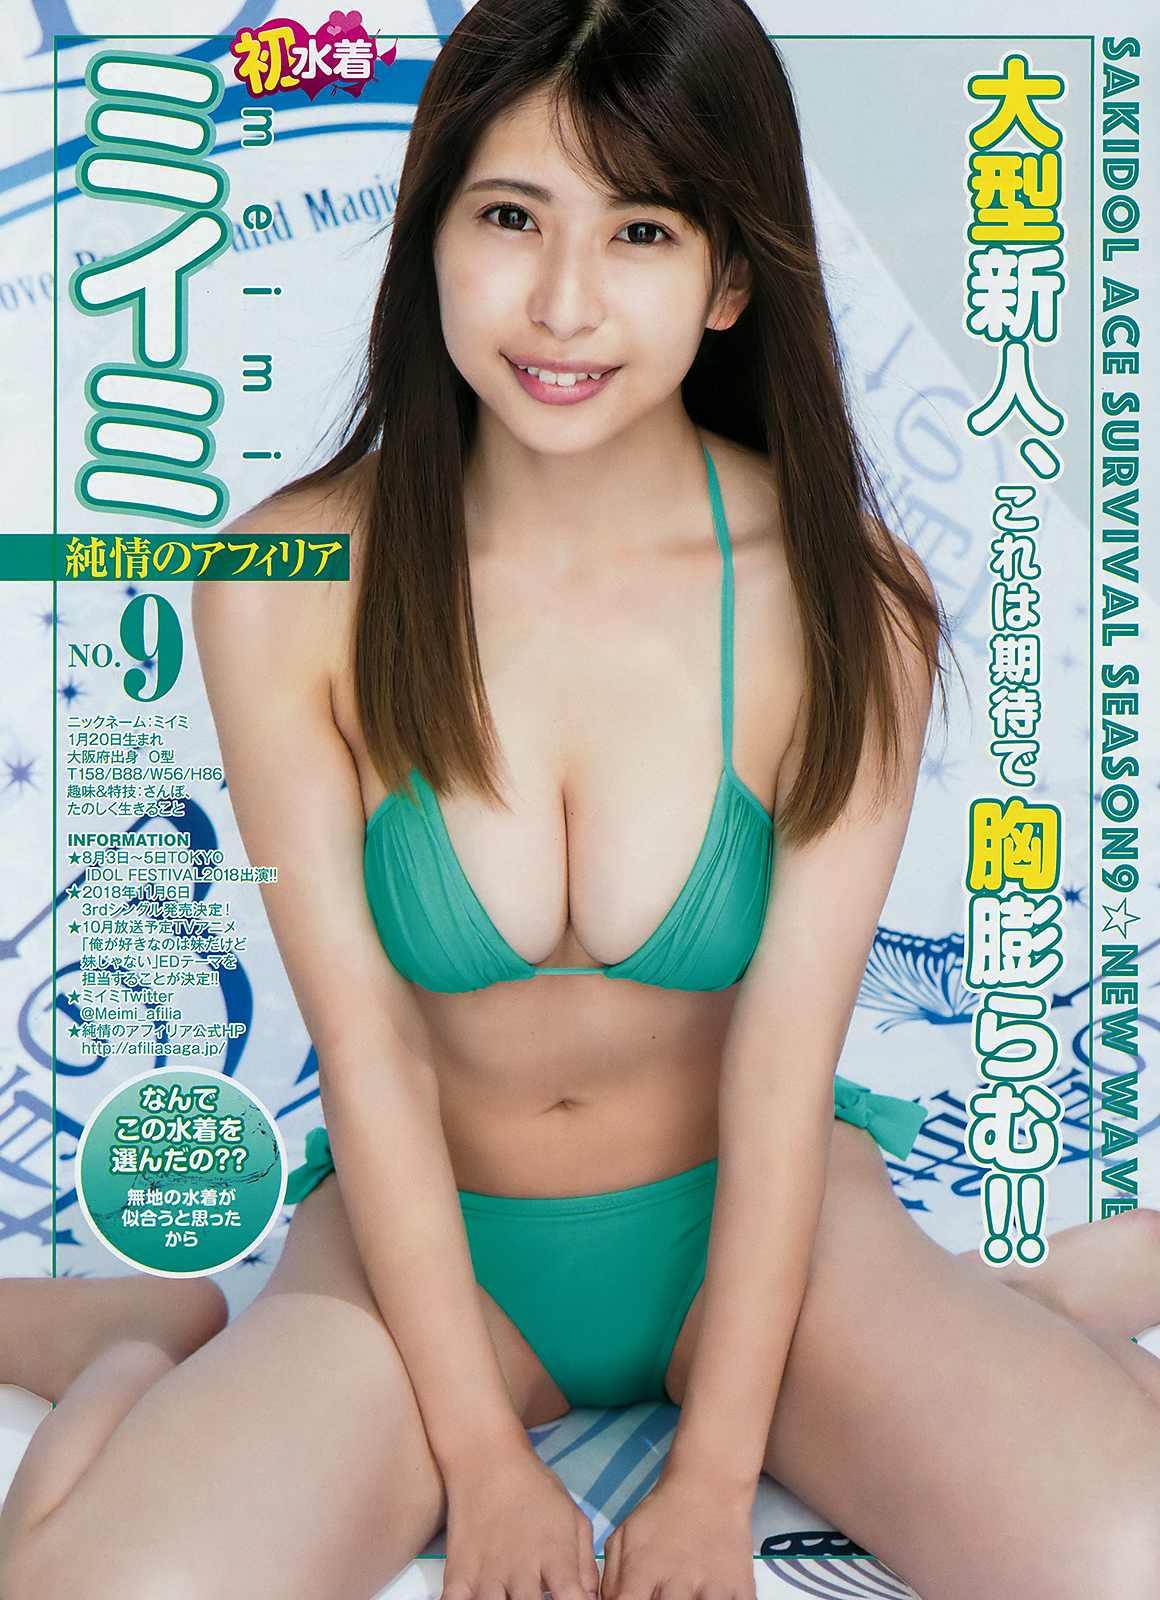 初水着
ミイミ
meimi
純情のアフィリア
NO.9
ニックネーム：ミイミ
1月20日生まれ
大阪府出身　O型
T158/B88/W56/H86
趣味&特技：さんぽ、
たのしく生きること
INFORMATION
★8月3日〜5日TOKYO
IDOL FESTIVAL2018出演!!
★2018年11月6日
3rdシングル発売決定！
★10月放送予定TVアニメ
「俺が好きなのは妹だけど
妹じゃない」EDテーマを
担当することが決定!!
★ミイミTwitter
@Meimi_afilia
★純情のアフィリア公式HP
http://afiliasaga.jp/
なんで
この水着を
選んだの??
無地の水着が
似合うと思った
から
大型新人、これは期待で胸膨らむ!!
SAKIDOL ACE SURVIVAL SEASON9☆NEW WAVE
and Magic